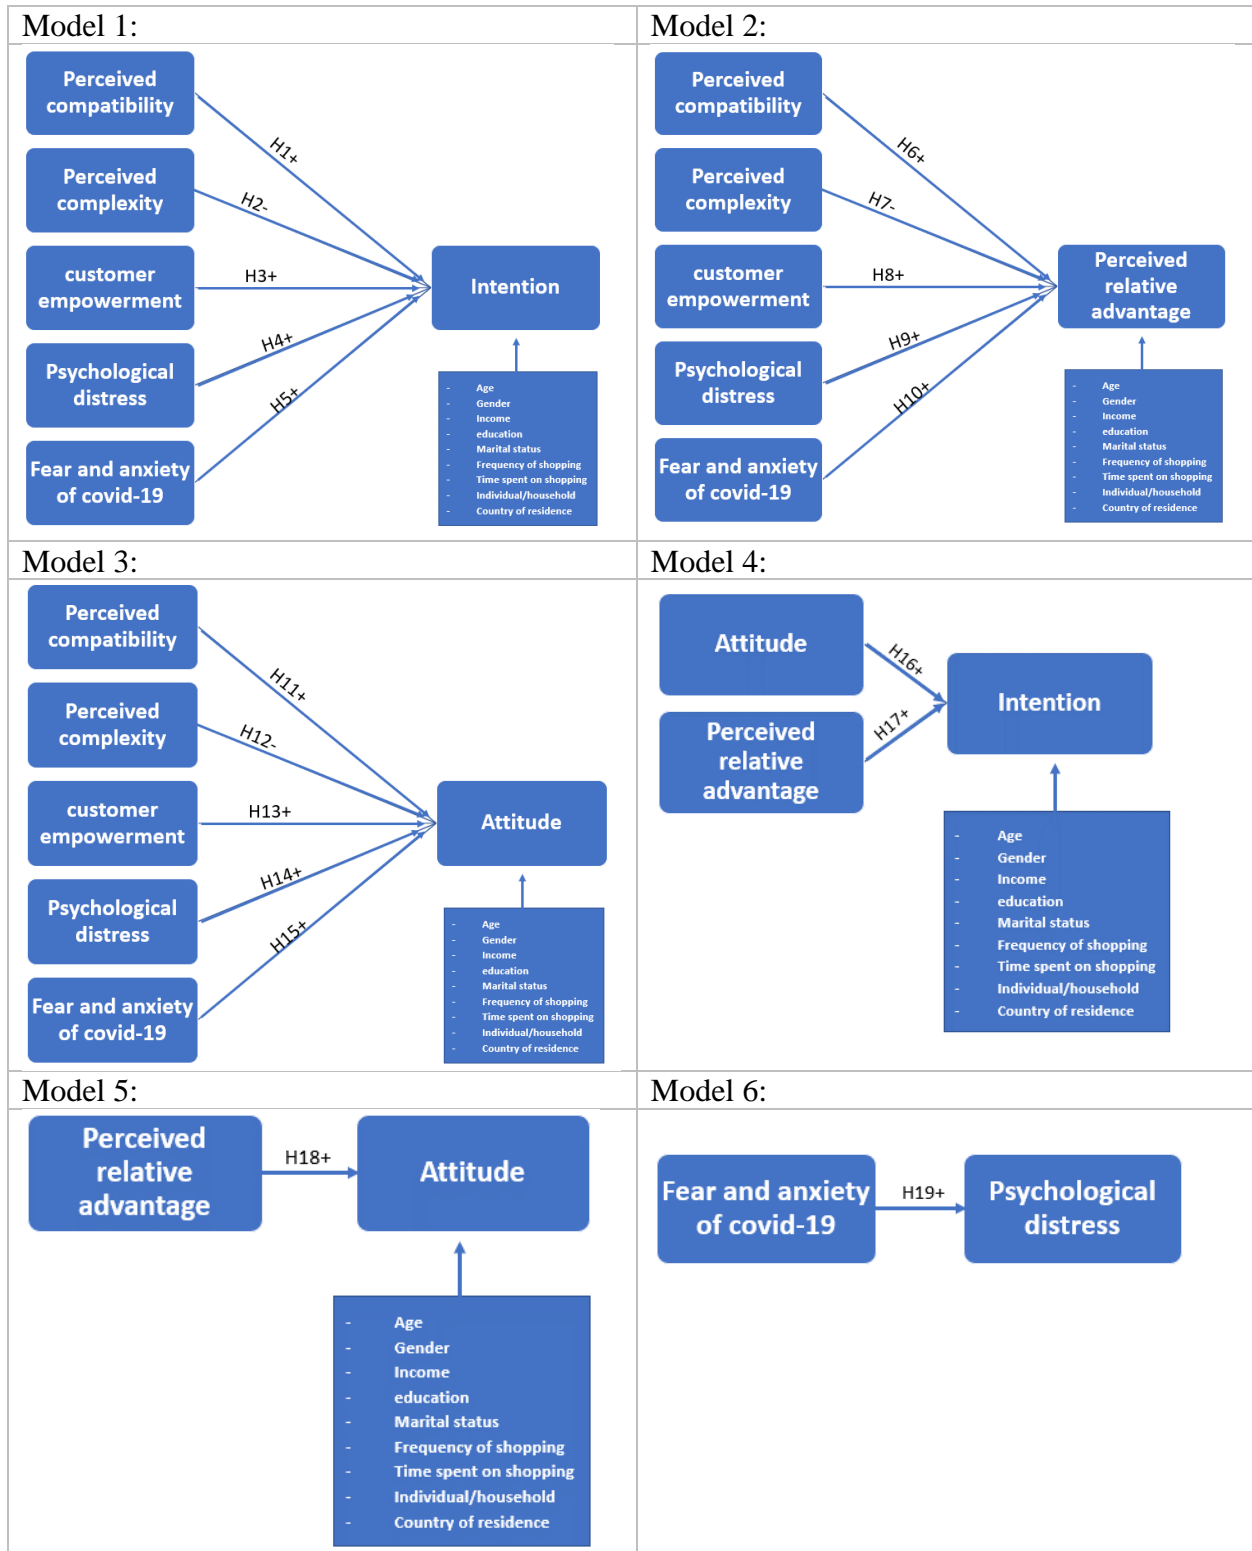 Model 1:
Perceived
compatibility
Perceived
complexity
customer
empowerment
Psychological
distress
Fear and anxiety
of covid-19
H1+
H2-
H3+
H4+
H5+
Intention
- Age
- Gender
- Income
- education
- Marital status
- Frequency of shopping
- Time spent on shopping
- Individual/household
- Country of residence
Model 2:
Perceived
compatibility
Perceived
complexity
customer
empowerment
Psychological
distress
Fear and anxiety
of covid-19
H6+
H7-
H8+
H9+
H10+
Perceived
relative
advantage
- Age
- Gender
- Income
- education
- Marital status
- Frequency of shopping
- Time spent on shopping
- Individual/household
- Country of residence
Model 3:
Perceived
compatibility
Perceived
complexity
customer
empowerment
Psychological
distress
Fear and anxiety
of covid-19
H11+
H12-
H13+
H14+
H15+
Attitude
- Age
- Gender
- Income
- education
- Marital status
- Frequency of shopping
- Time spent on shopping
- Individual/household
- Country of residence
Model 4:
Attitude
Perceived
relative
advantage
H16+
H17+
Intention
- Age
- Gender
- Income
- education
- Marital status
- Frequency of shopping
- Time spent on shopping
- Individual/household
- Country of residence
Model 5:
Perceived
relative
advantage
H18+
Attitude
- Age
- Gender
- Income
- education
- Marital status
- Frequency of shopping
- Time spent on shopping
- Individual/household
- Country of residence
Model 6:
Fear and anxiety
of covid-19
H19+
Psychological
distress